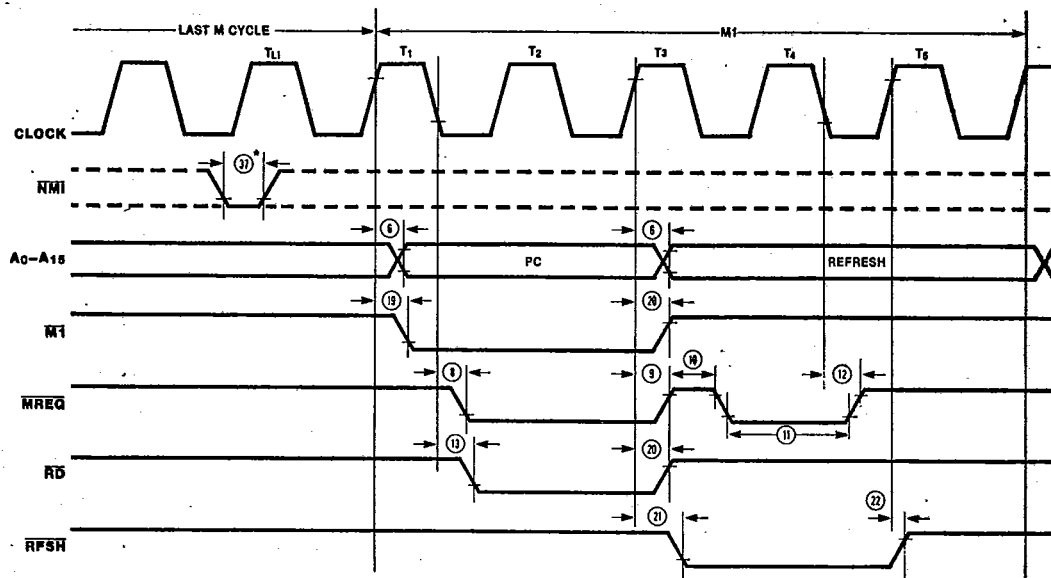 LAST M CYCLE M1
TL1 T1 T2 T3 T4 T5
CLOCK
37*
NMI
6 6
A0–A15 PC REFRESH
19 20
M1
8 9 10 12
MREQ
11
13 20
RD
21 22
RFSH